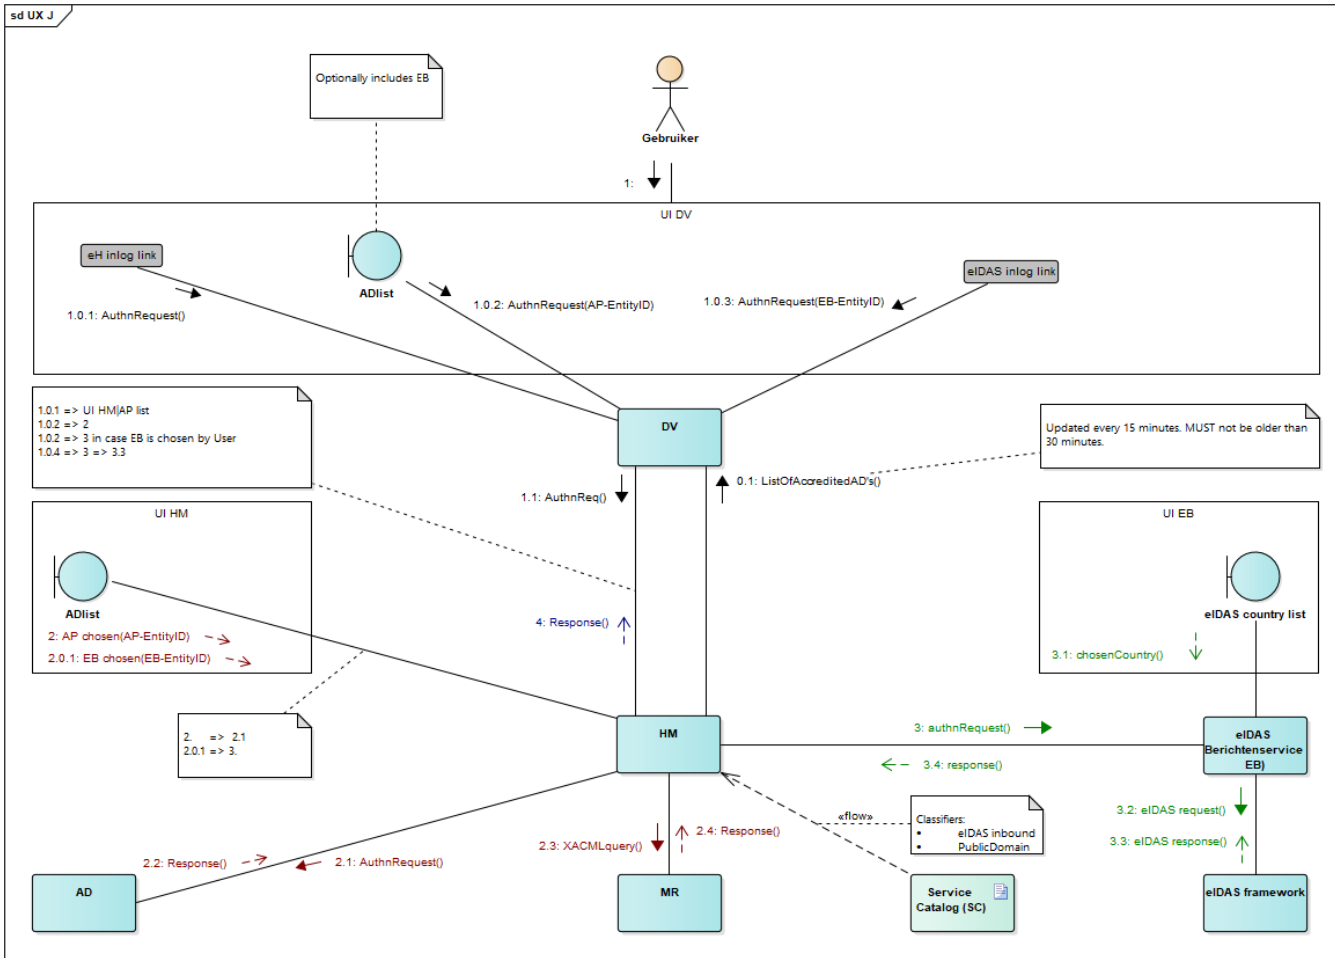 sd UX J
Optionally includes EB
Gebruiker
1:
UI DV
eH inlog link
ADlist
eIDAS inlog link
1.0.1: AuthnRequest()
1.0.2: AuthnRequest(AP-EntityID)
1.0.3: AuthnRequest(EB-EntityID)
1.0.1 => UI HM|AP list
1.0.2 => 2
1.0.2 => 3 in case EB is chosen by User
1.0.4 => 3 => 3.3
DV
Updated every 15 minutes. MUST not be older than
30 minutes.
1.1: AuthnReq()
0.1: ListOfAccreditedAD's()
UI HM
ADlist
2: AP chosen(AP-EntityID)
2.0.1: EB chosen(EB-EntityID)
4: Response()
UI EB
eIDAS country list
3.1: chosenCountry()
2. => 2.1
2.0.1 => 3.
HM
3: authnRequest()
3.4: response()
eIDAS
Berichtenservice
EB)
3.2: eIDAS request()
3.3: eIDAS response()
«flow»
Classifiers:
• eIDAS inbound
• PublicDomain
2.3: XACMLquery()
2.4: Response()
2.2: Response()
2.1: AuthnRequest()
AD
MR
Service
Catalog (SC)
eIDAS framework